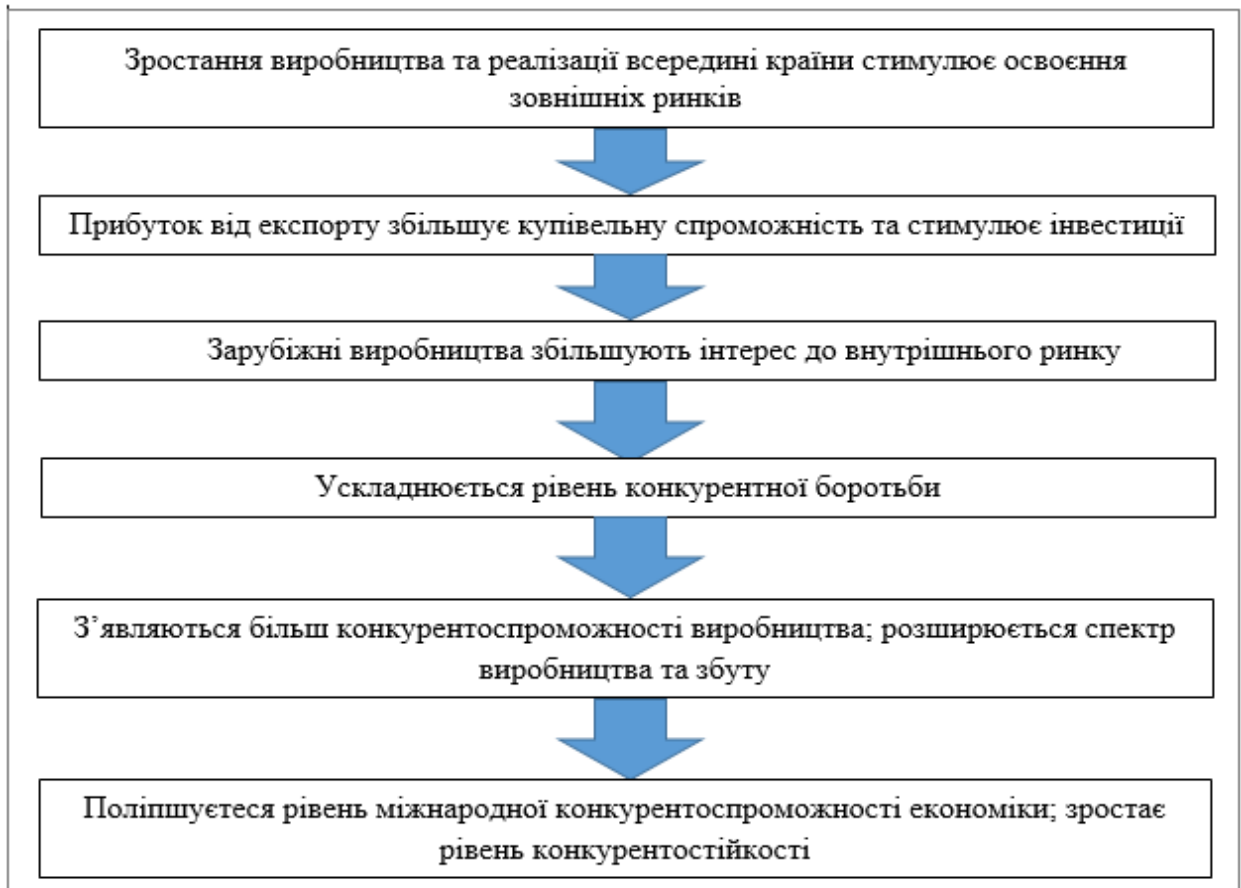 Зростання виробництва та реалізації всередині країни стимулює освоєння
зовнішніх ринків
Прибуток від експорту збільшує купівельну спроможність та стимулює інвестиції
Зарубіжні виробництва збільшують інтерес до внутрішнього ринку
Ускладнюється рівень конкурентної боротьби
З’являються більш конкурентоспроможності виробництва; розширюється спектр
виробництва та збуту
Поліпшуєтеся рівень міжнародної конкурентоспроможності економіки; зростає
рівень конкурентостійкості